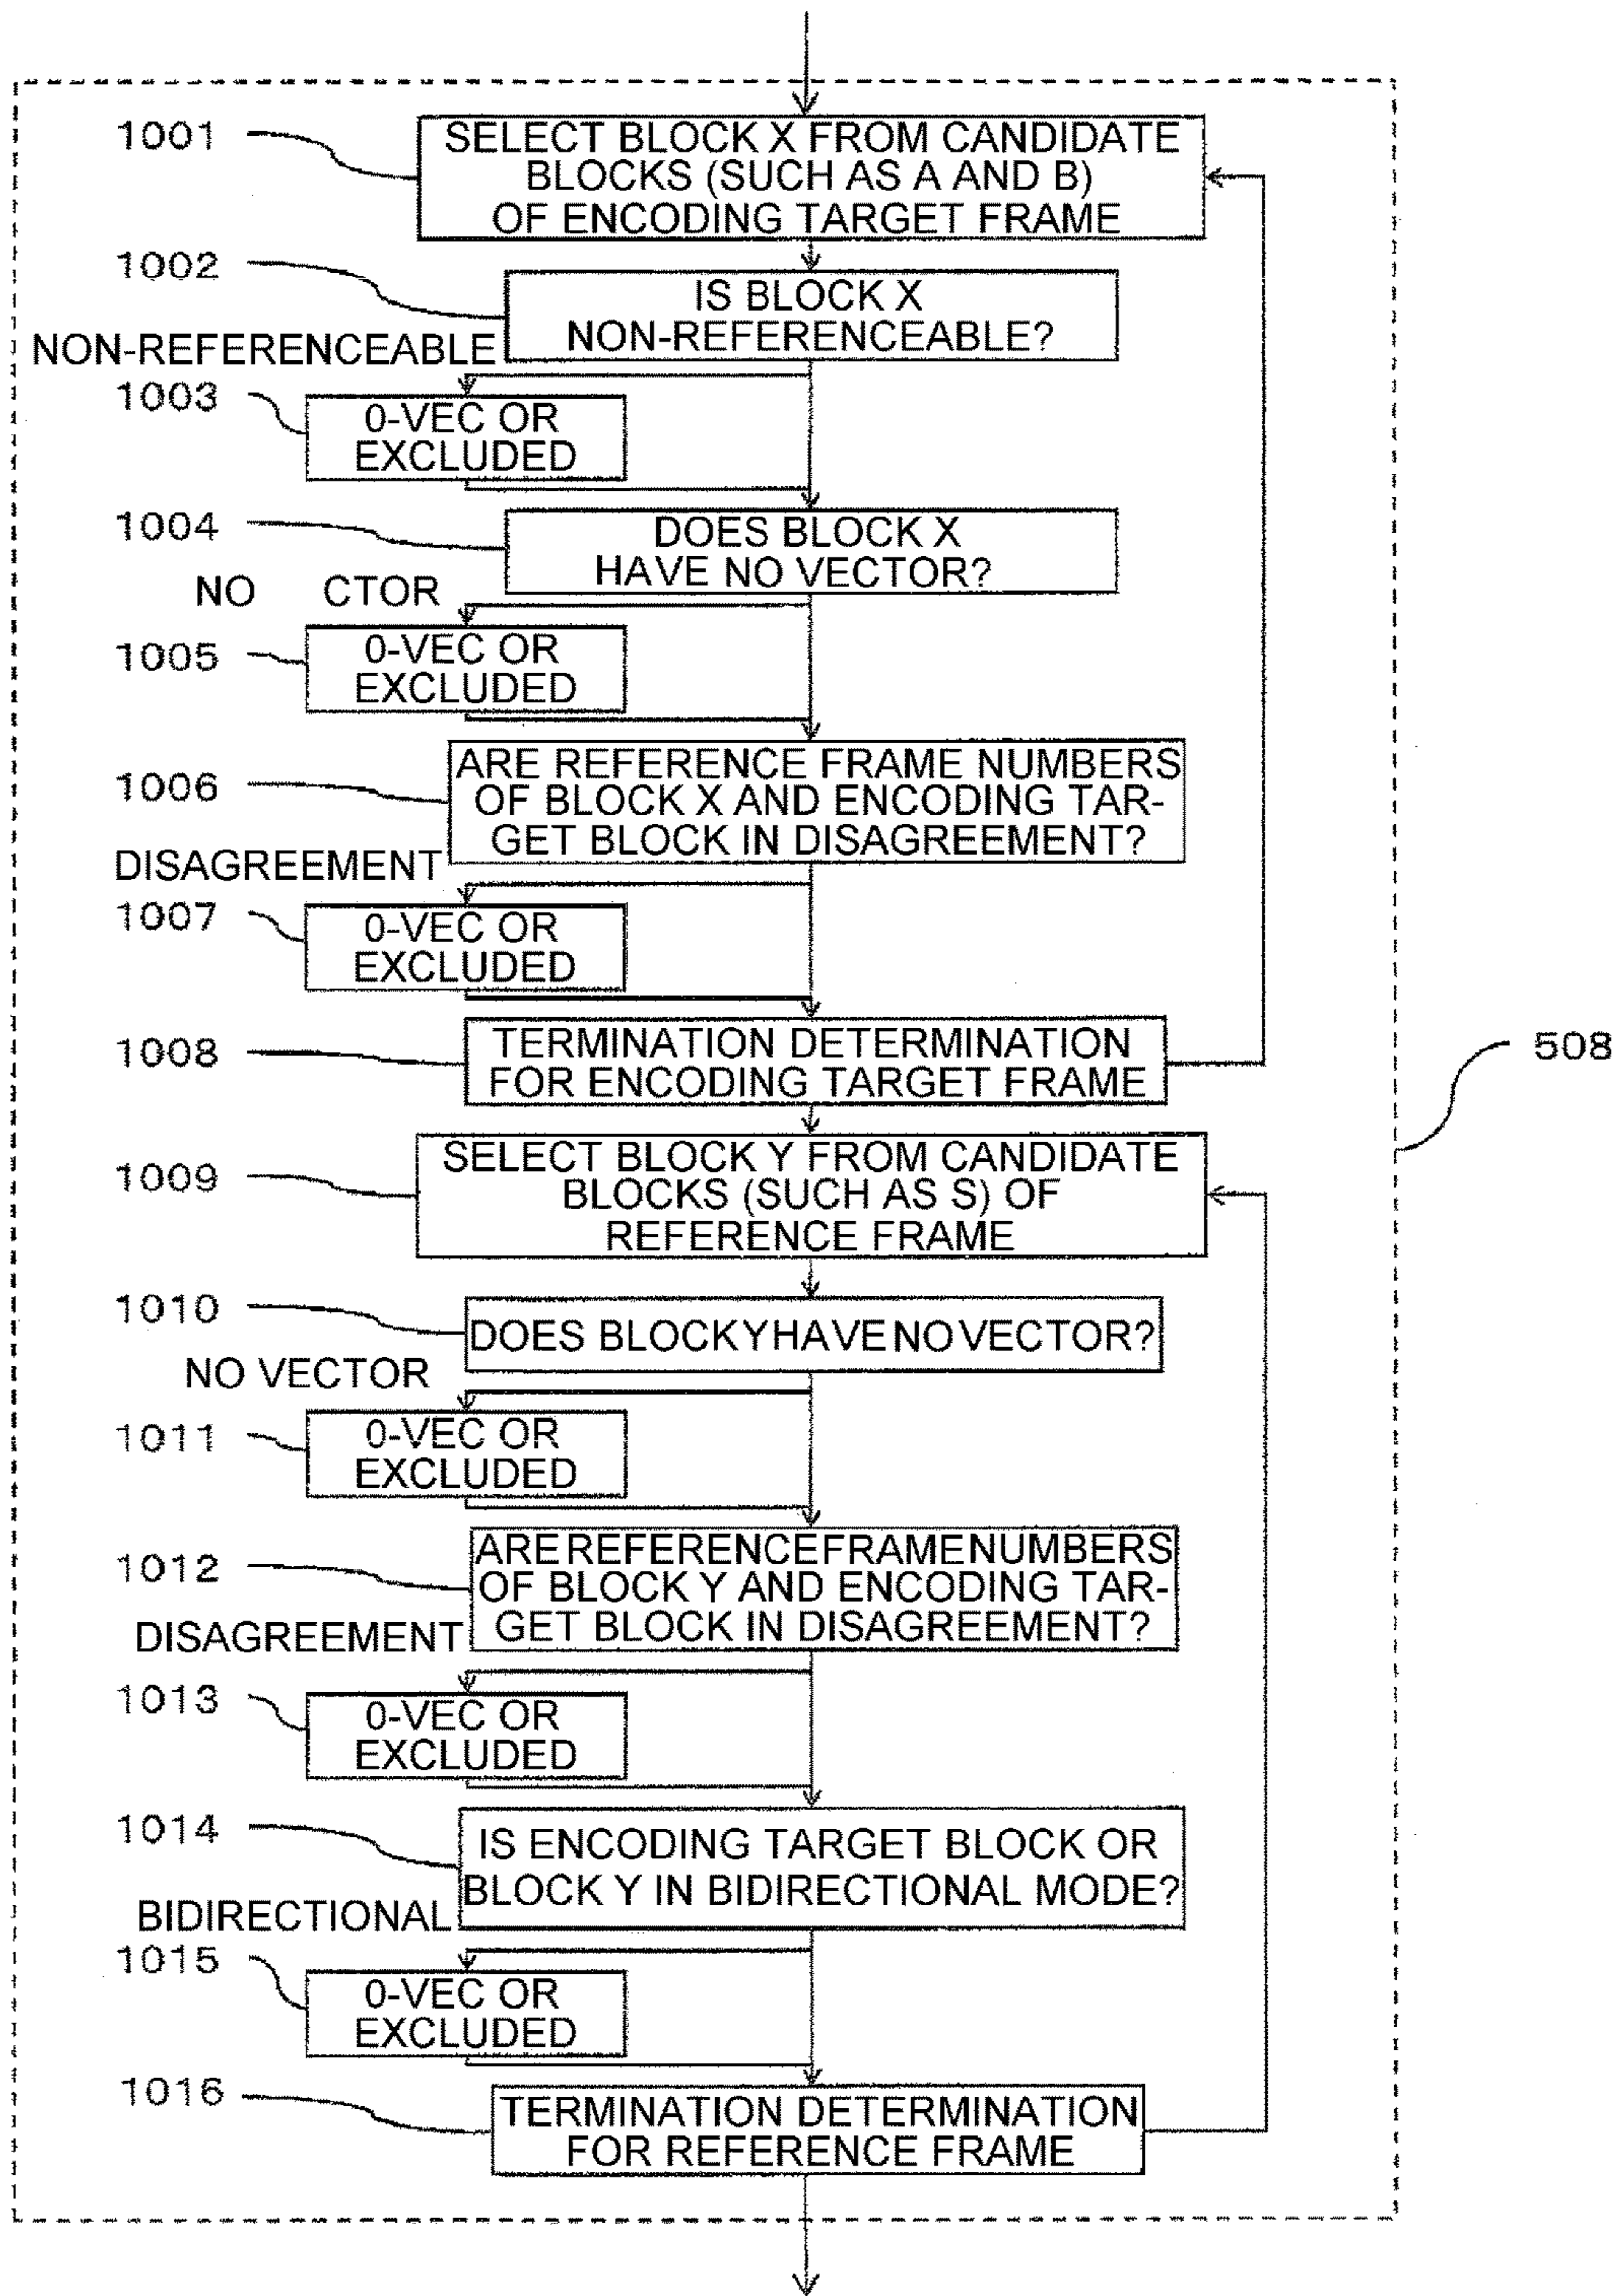 1001
SELECT BLOCK X FROM CANDIDATE
BLOCKS (SUCH AS A AND B)
OF ENCODING TARGET FRAME
1002
IS BLOCK X
NON-REFERENCEABLE?
NON-REFERENCEABLE
1003
0-VEC OR
EXCLUDED
1004
DOES BLOCK X
HAVE NO VECTOR?
NO CTOR
1005
0-VEC OR
EXCLUDED
1006
ARE REFERENCE FRAME NUMBERS
OF BLOCK X AND ENCODING TAR-
GET BLOCK IN DISAGREEMENT?
DISAGREEMENT
1007
0-VEC OR
EXCLUDED
1008
TERMINATION DETERMINATION
FOR ENCODING TARGET FRAME
508
1009
SELECT BLOCK Y FROM CANDIDATE
BLOCKS (SUCH AS S) OF
REFERENCE FRAME
1010
DOES BLOCK Y HAVE NO VECTOR?
NO VECTOR
1011
0-VEC OR
EXCLUDED
1012
ARE REFERENCE FRAME NUMBERS
OF BLOCK Y AND ENCODING TAR-
GET BLOCK IN DISAGREEMENT?
DISAGREEMENT
1013
0-VEC OR
EXCLUDED
1014
IS ENCODING TARGET BLOCK OR
BLOCK Y IN BIDIRECTIONAL MODE?
BIDIRECTIONAL
1015
0-VEC OR
EXCLUDED
1016
TERMINATION DETERMINATION
FOR REFERENCE FRAME